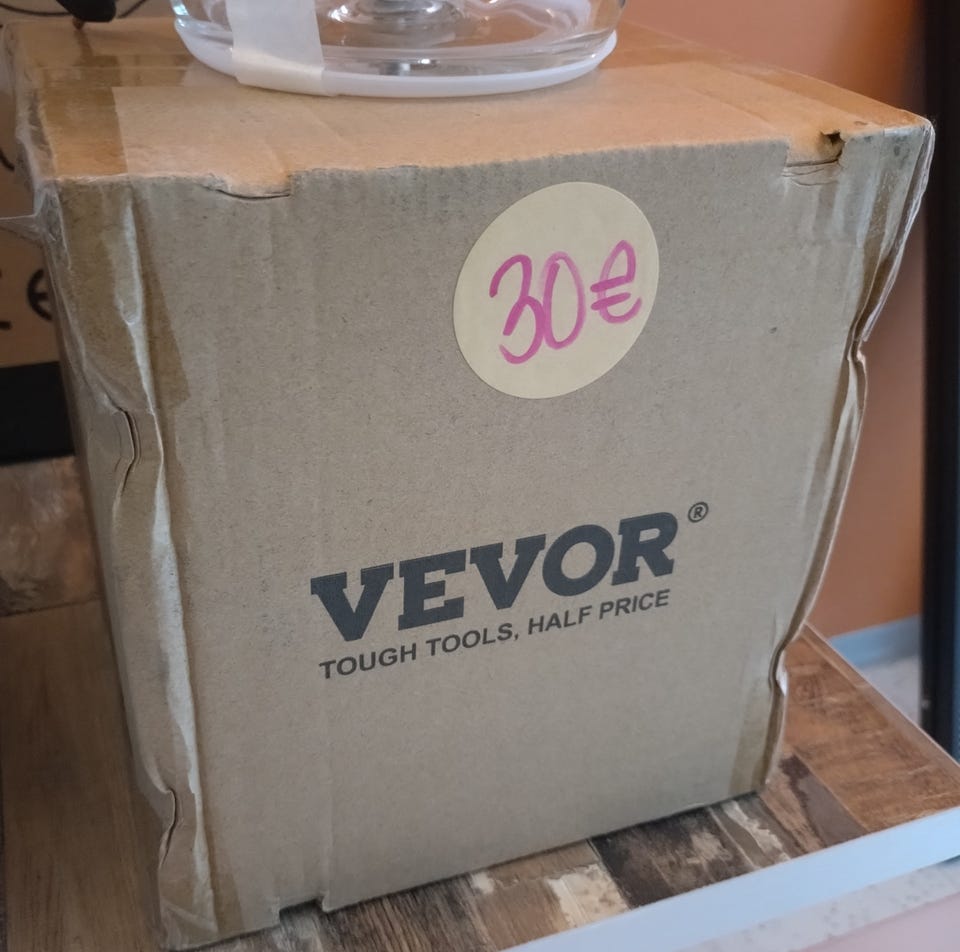 30€
VEVOR®
TOUGH TOOLS, HALF PRICE